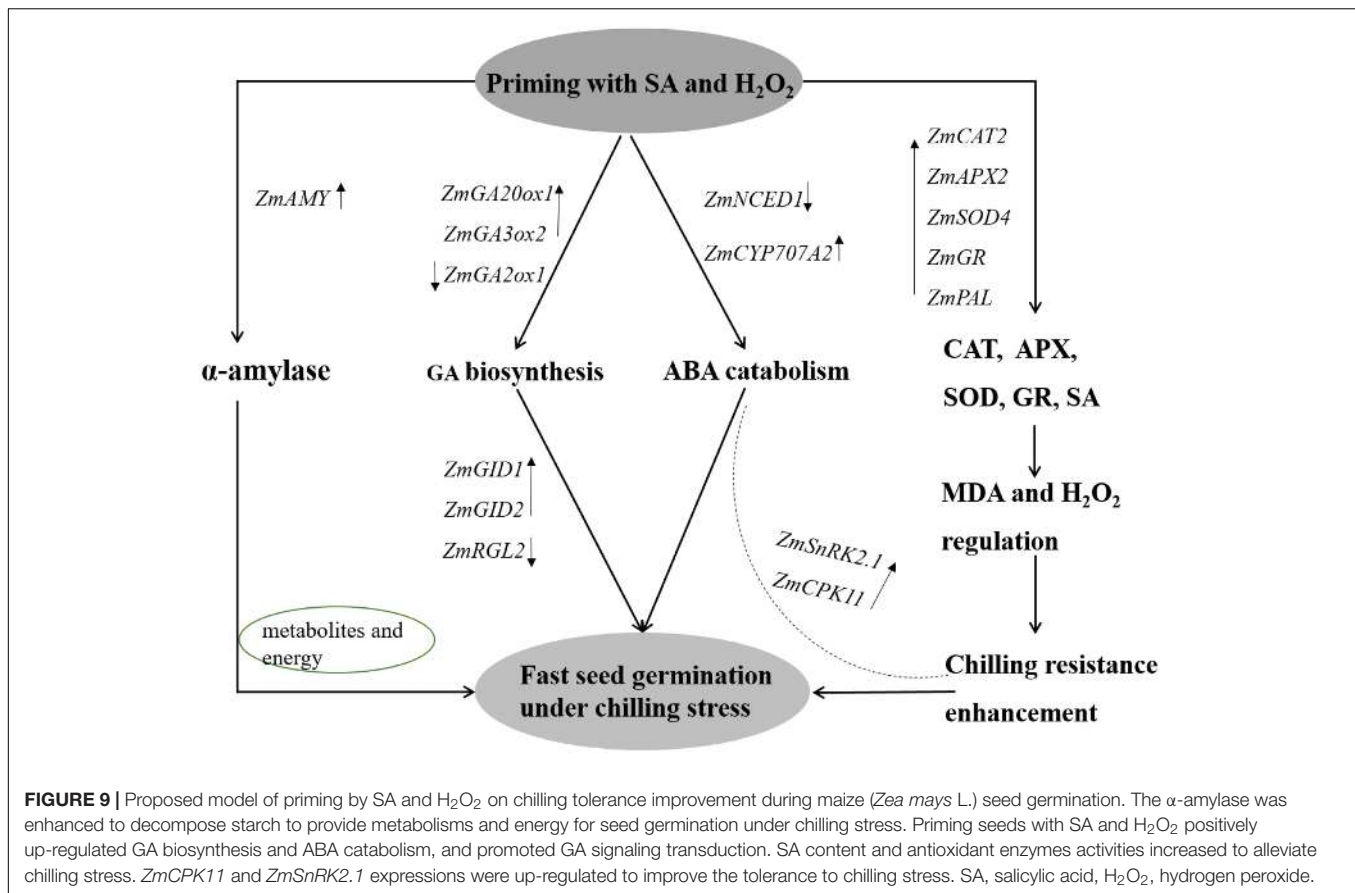 Priming with SA and H₂O₂
ZmAMY ↑
ZmGA20ox1 ↑
ZmGA3ox2
↓ ZmGA2ox1
ZmNCED1 ↓
ZmCYP707A2 ↑
ZmCAT2
ZmAPX2
ZmSOD4
ZmGR
ZmPAL
α-amylase
GA biosynthesis
ABA catabolism
CAT, APX,
SOD, GR, SA
ZmGID1
ZmGID2
ZmRGL2 ↓
MDA and H₂O₂
regulation
ZmSnRK2.1
ZmCPK11
metabolites and
energy
Fast seed germination
under chilling stress
Chilling resistance
enhancement
FIGURE 9 | Proposed model of priming by SA and H₂O₂ on chilling tolerance improvement during maize (Zea mays L.) seed germination. The α-amylase was
enhanced to decompose starch to provide metabolisms and energy for seed germination under chilling stress. Priming seeds with SA and H₂O₂ positively
up-regulated GA biosynthesis and ABA catabolism, and promoted GA signaling transduction. SA content and antioxidant enzymes activities increased to alleviate
chilling stress. ZmCPK11 and ZmSnRK2.1 expressions were up-regulated to improve the tolerance to chilling stress. SA, salicylic acid, H₂O₂, hydrogen peroxide.